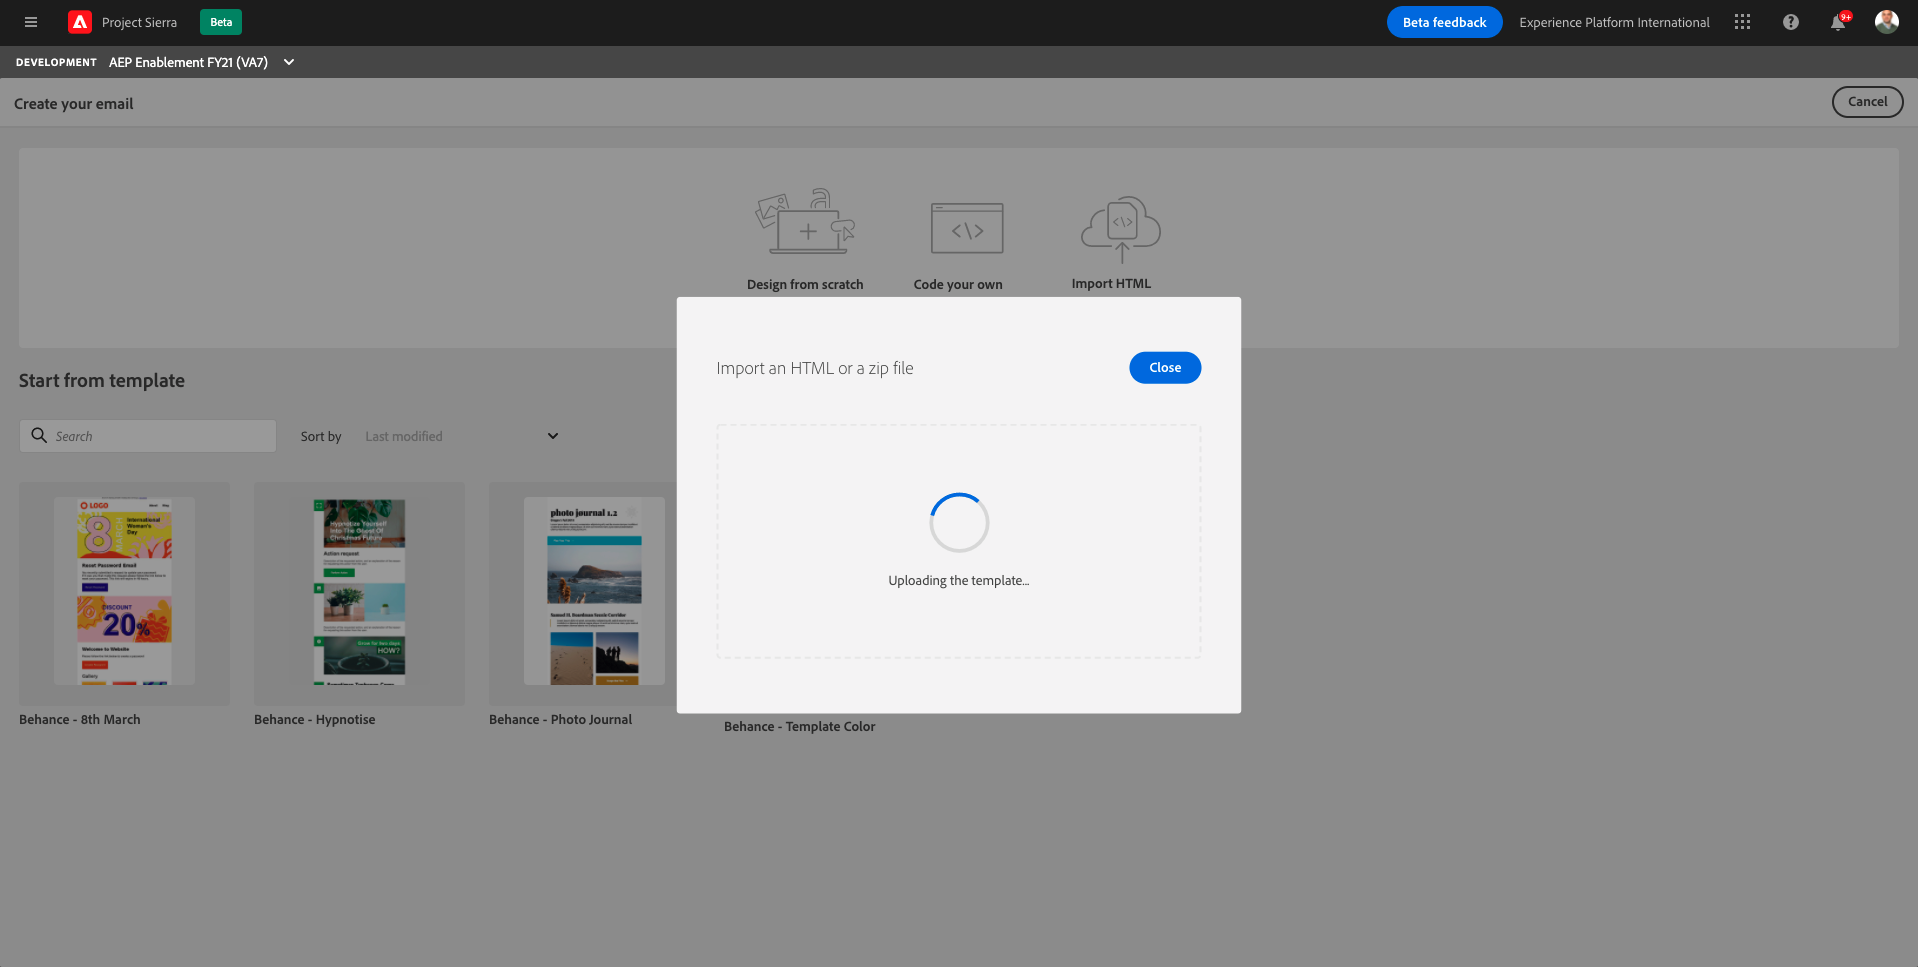 Project Sierra
Beta
Beta feedback
Experience Platform International
9+
DEVELOPMENT
AEP Enablement FY21 (VA7)
Create your email
Cancel
Design from scratch
Code your own
Import HTML
Import an HTML or a zip file
Close
Uploading the template...
Start from template
Search
Sort by
Last modified
LOGO
8
MARCH
International
Women's
Day
Reset Password Email
DISCOUNT
20%
Welcome to Website
Gallery
Hypnotize Yourself
Into The Ghost Of
Christmas Future
Action request
HOW?
photo journal 1.2
Behance - 8th March
Behance - Hypnotise
Behance - Photo Journal
Behance - Template Color